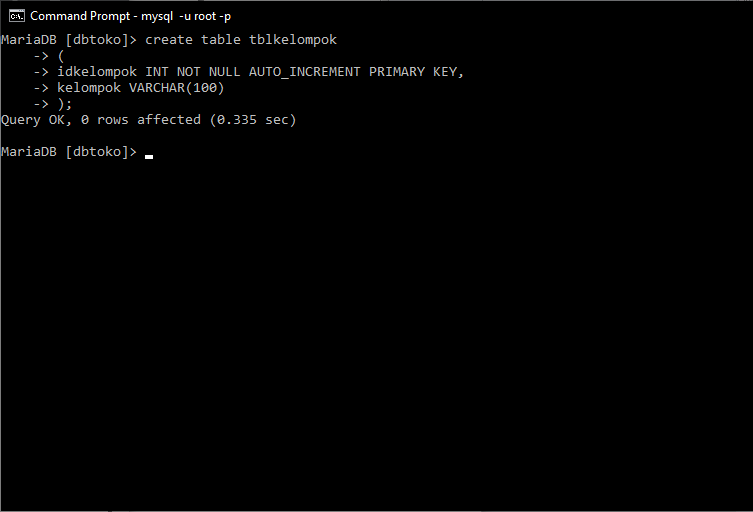 Command Prompt - mysql  -u root -p
MariaDB [dbtoko]> create table tblkelompok
    -> (
    -> idkelompok INT NOT NULL AUTO_INCREMENT PRIMARY KEY,
    -> kelompok VARCHAR(100)
    -> );
Query OK, 0 rows affected (0.335 sec)
MariaDB [dbtoko]>